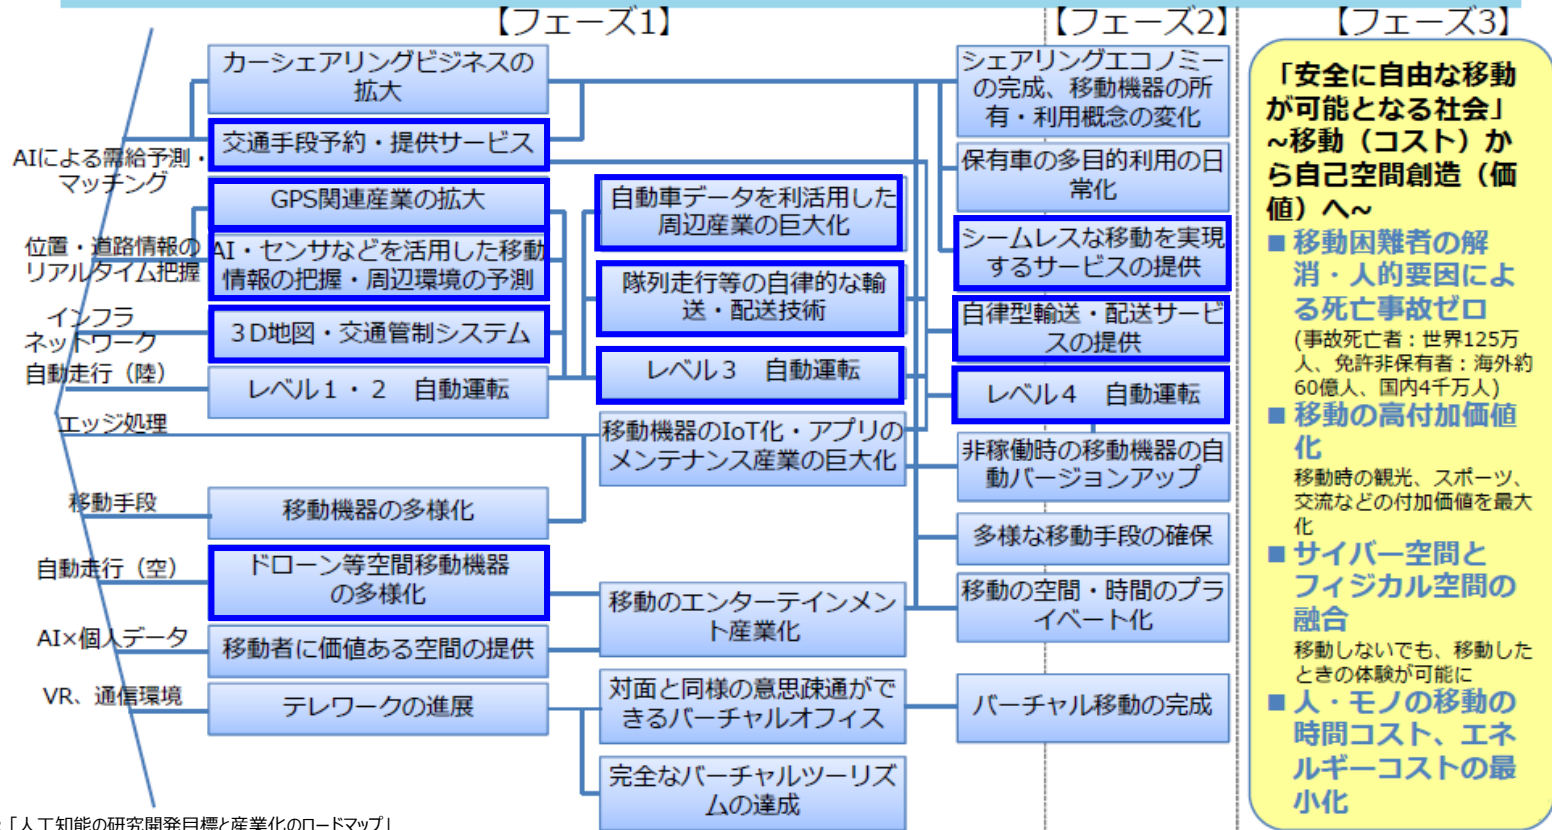 【フェーズ1】
【フェーズ2】
【フェーズ3】
AIによる需給予測・
マッチング
位置・道路情報の
リアルタイム把握
インフラ
ネットワーク
自動走行（陸）
エッジ処理
移動手段
自動走行（空）
AI×個人データ
VR、通信環境
カーシェアリングビジネスの
拡大
交通手段予約・提供サービス
GPS関連産業の拡大
AI・センサなどを活用した移動
情報の把握・周辺環境の予測
３D地図・交通管制システム
レベル１・２　自動運転
移動機器の多様化
ドローン等空間移動機器
の多様化
移動者に価値ある空間の提供
テレワークの進展
自動車データを利活用した
周辺産業の巨大化
隊列走行等の自律的な輸
送・配送技術
レベル３　自動運転
移動機器のIoT化・アプリの
メンテナンス産業の巨大化
移動のエンターテインメン
ト産業化
対面と同様の意思疎通がで
きるバーチャルオフィス
完全なバーチャルツーリズ
ムの達成
シェアリングエコノミー
の完成、移動機器の所
有・利用概念の変化
保有車の多目的利用の日
常化
シームレスな移動を実現
するサービスの提供
自律型輸送・配送サービ
スの提供
レベル４　自動運転
非稼働時の移動機器の自
動バージョンアップ
多様な移動手段の確保
移動の空間・時間のプラ
イベート化
バーチャル移動の完成
「安全に自由な移動
が可能となる社会」
~移動（コスト）か
ら自己空間創造（価
値）へ~
■ 移動困難者の解
消・人的要因によ
る死亡事故ゼロ
(事故死亡者：世界125万
人、免許非保有者：海外約
60億人、国内4千万人)
■ 移動の高付加価値
化
移動時の観光、スポーツ、
交流などの付加価値を最大
化
■ サイバー空間と
フィジカル空間の
融合
移動しないでも、移動した
ときの体験が可能に
■ 人・モノの移動の
時間コスト、エネ
ルギーコストの最
小化
「人工知能の研究開発目標と産業化のロードマップ」